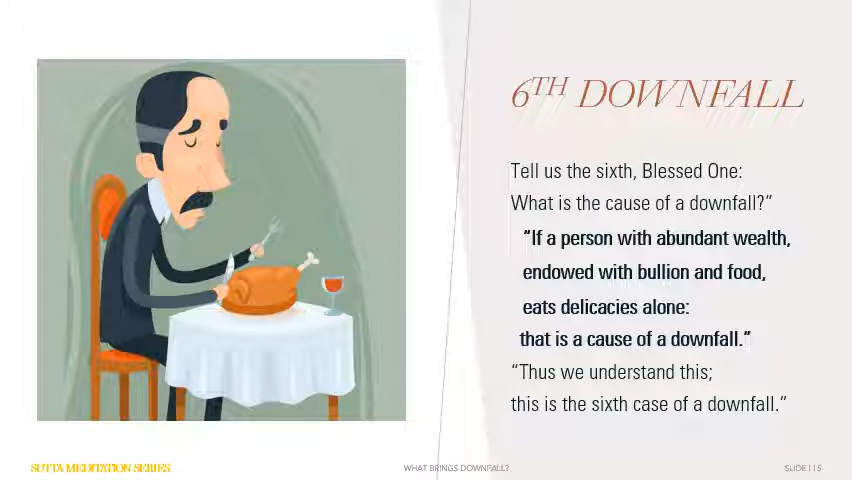 6TH DOWNFALL
Tell us the sixth, Blessed One:
What is the cause of a downfall?”
“If a person with abundant wealth,
endowed with bullion and food,
eats delicacies alone:
that is a cause of a downfall.”
“Thus we understand this;
this is the sixth case of a downfall.”
SUTTA MEDITATION SERIES
WHAT BRINGS DOWNFALL?
SLIDE 115